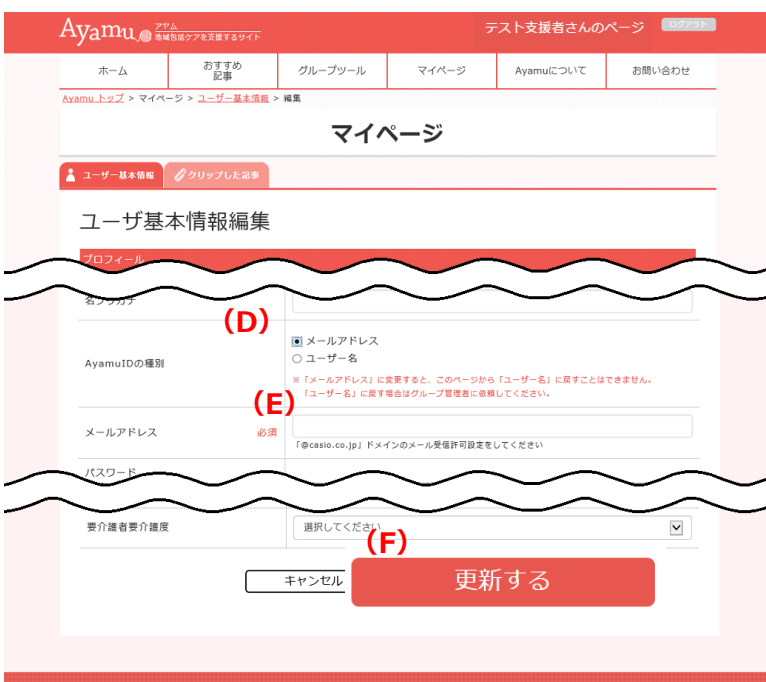 Ayamu アヤム
地域包括ケアを支援するサイト
テスト支援者さんのページ ログアウト
ホーム おすすめ記事 グループツール マイページ Ayamuについて お問い合わせ
Ayamu トップ > マイページ > ユーザー基本情報 > 編集
マイページ
ユーザー基本情報 クリップした記事
ユーザ基本情報編集
プロフィール
(D)
メールアドレス
AyamuIDの種別
ユーザー名
※「メールアドレス」に変更すると、このページから「ユーザー名」に戻すことはできません。
「ユーザー名」に戻す場合はグループ管理者に依頼してください。
(E)
メールアドレス 必須
「@casio.co.jp」ドメインのメール受信許可設定をしてください
パスワード
要介護者要介護度 選択してください
(F)
キャンセル 更新する